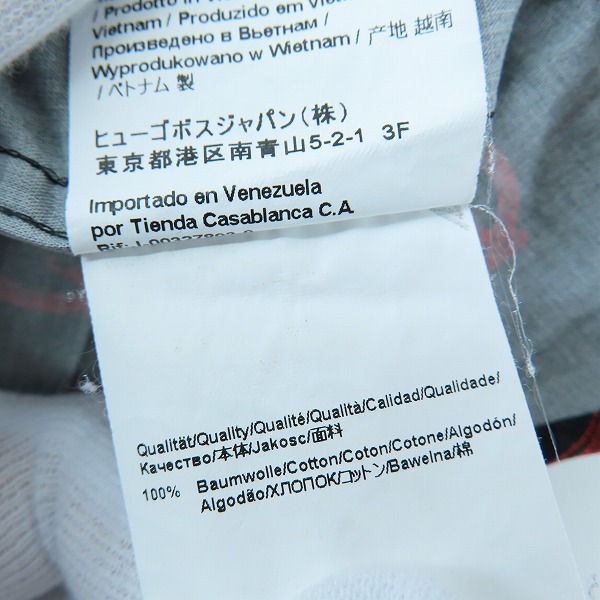 / Prodotto in
Vietnam / Produzido em
Произведено в Вьетнам /
Wyprodukowano w Wietnam / 产地 越南
/ ベトナム 製
ヒューゴボスジャパン(株)
東京都港区南青山5-2-1 3F
Importado en Venezuela
por Tienda Casablanca C.A
Qualität/Quality/Qualité/Qualità/Calidad/Qualidade/
Качество/本体/Jakosc/面料
100% Baumwolle/Cotton/Coton/Cotone/Algodón/
Algodão/ХЛОПОК/コットン/Bawelna/棉